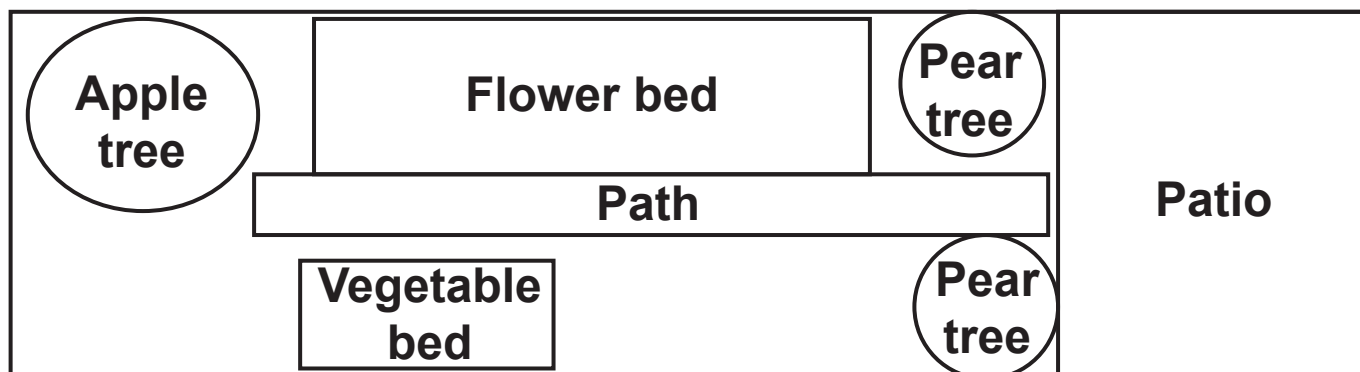 Apple
tree
Flower bed
Pear
tree
Path
Patio
Vegetable
bed
Pear
tree